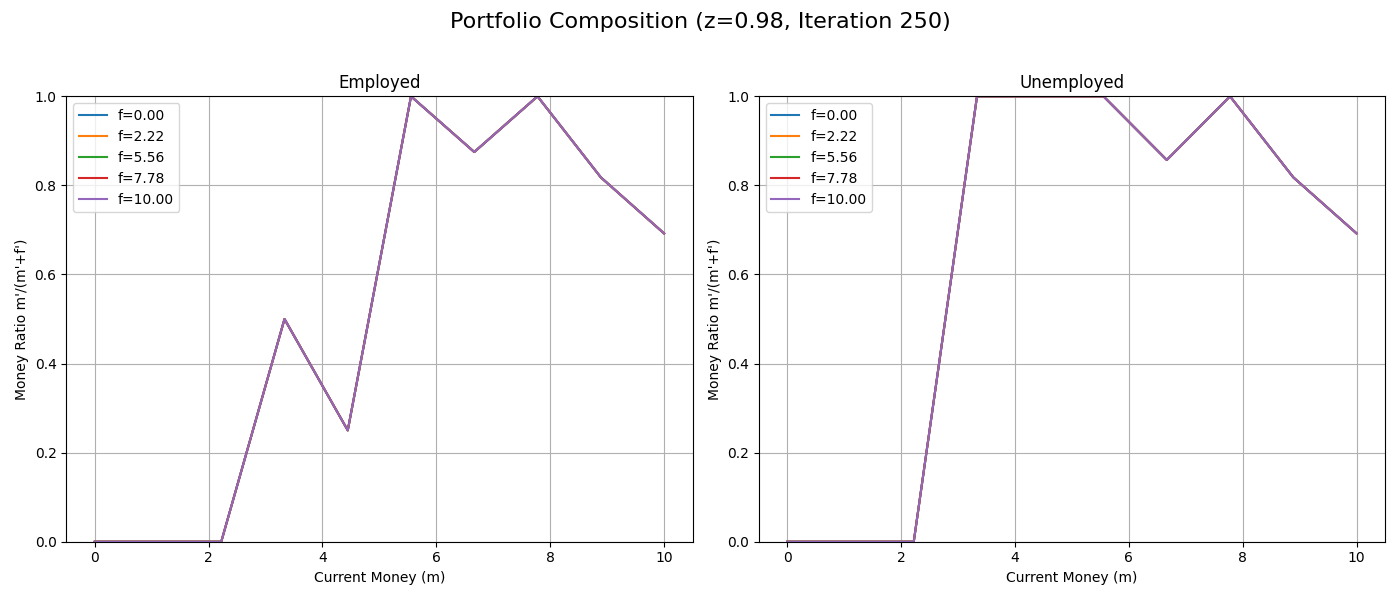 Portfolio Composition (z=0.98, Iteration 250)
Employed
Money Ratio m'/(m'+f')
1.0
0.8
0.6
0.4
0.2
0.0
f=0.00
f=2.22
f=5.56
f=7.78
f=10.00
0 2 4 6 8 10
Current Money (m)
Unemployed
Money Ratio m'/(m'+f')
1.0
0.8
0.6
0.4
0.2
0.0
f=0.00
f=2.22
f=5.56
f=7.78
f=10.00
0 2 4 6 8 10
Current Money (m)